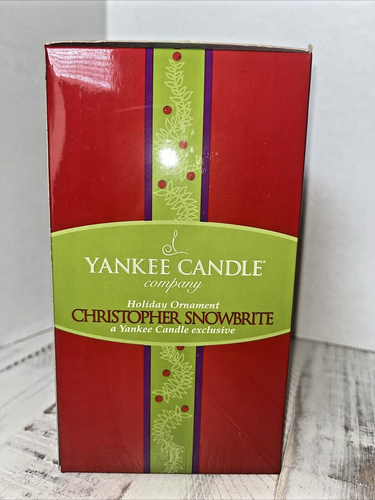 YANKEE CANDLE®
company
Holiday Ornament
CHRISTOPHER SNOWBRITE
a Yankee Candle exclusive